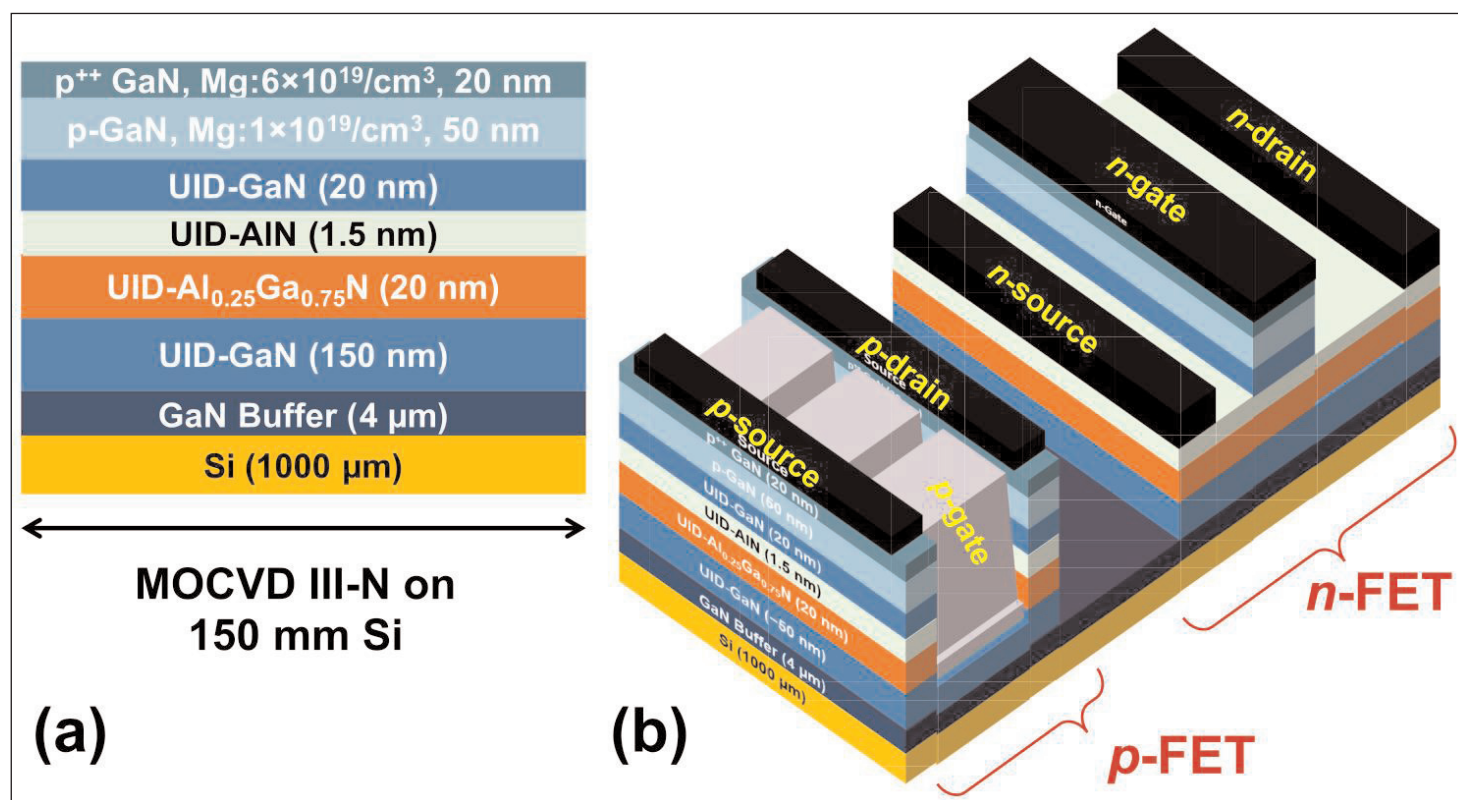 p⁺⁺ GaN, Mg:6×10¹⁹/cm³, 20 nm
p-GaN, Mg:1×10¹⁹/cm³, 50 nm
UID-GaN (20 nm)
UID-AlN (1.5 nm)
UID-Al₀.₂₅Ga₀.₇₅N (20 nm)
UID-GaN (150 nm)
GaN Buffer (4 µm)
Si (1000 µm)
MOCVD III-N on
150 mm Si
(a)
n-drain
n-gate
n-Gate
n-source
p-drain
Source
p-source
Source
p-gate
p⁺⁺ GaN (20 nm)
p-GaN (50 nm)
UID-GaN (20 nm)
UID-AlN (1.5 nm)
UID-Al₀.₂₅Ga₀.₇₅N (20 nm)
UID-GaN (~50 nm)
GaN Buffer (4 µm)
Si (1000 µm)
n-FET
p-FET
(b)